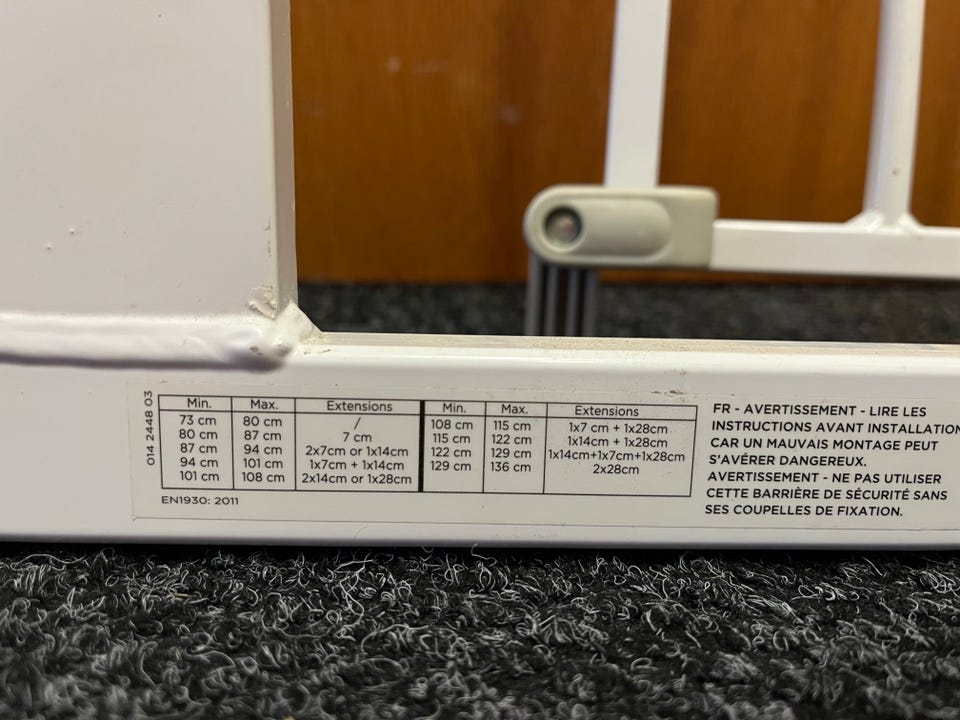 014 2448 03
Min. Max. Extensions
73 cm 80 cm /
80 cm 87 cm 7 cm
87 cm 94 cm 2x7cm or 1x14cm
94 cm 101 cm 1x7cm + 1x14cm
101 cm 108 cm 2x14cm or 1x28cm
Min. Max. Extensions
108 cm 115 cm 1x7 cm + 1x28cm
115 cm 122 cm 1x14cm + 1x28cm
122 cm 129 cm 1x14cm+1x7cm+1x28cm
129 cm 136 cm 2x28cm
EN1930: 2011
FR - AVERTISSEMENT - LIRE LES
INSTRUCTIONS AVANT INSTALLATION
CAR UN MAUVAIS MONTAGE PEUT
S'AVÉRER DANGEREUX.
AVERTISSEMENT - NE PAS UTILISER
CETTE BARRIÈRE DE SÉCURITÉ SANS
SES COUPELLES DE FIXATION.